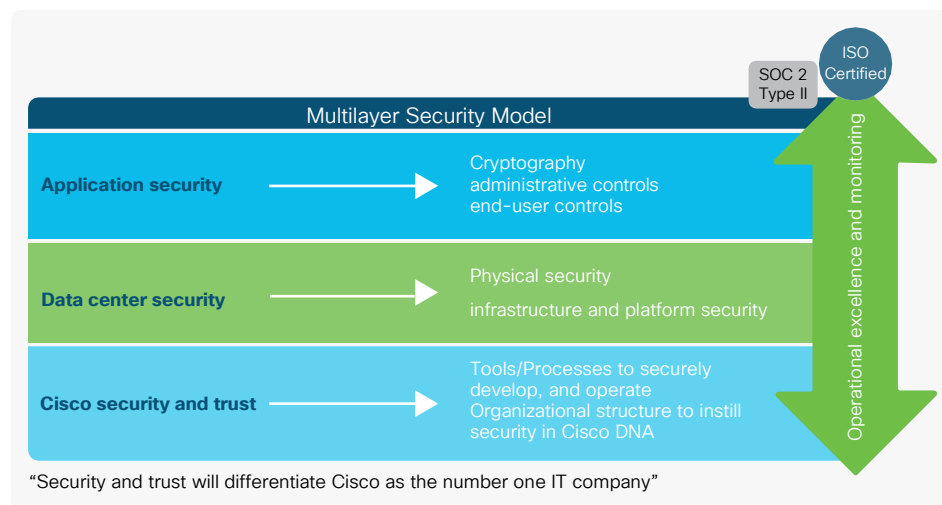 ISO
Certified
SOC 2
Type II
Multilayer Security Model
Application security
Cryptography
administrative controls
end-user controls
Data center security
Physical security
infrastructure and platform security
Cisco security and trust
Tools/Processes to securely
develop, and operate
Organizational structure to instill
security in Cisco DNA
Operational excellence and monitoring
“Security and trust will differentiate Cisco as the number one IT company”